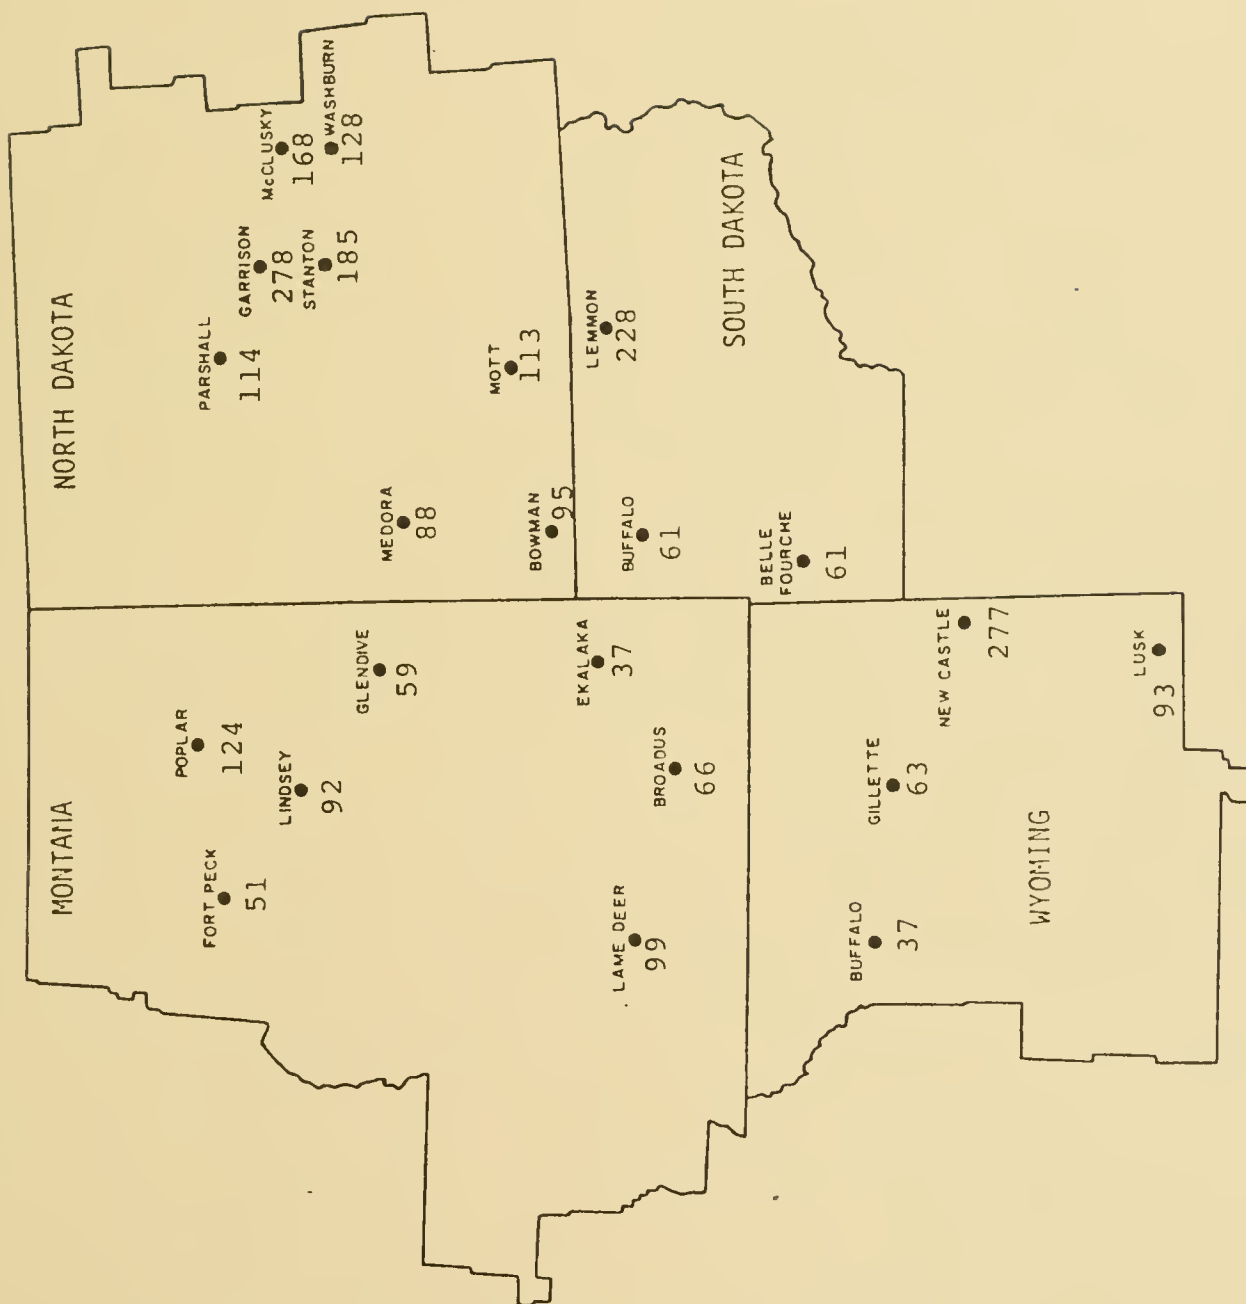 MONTANA
FORT PECK
51
POPLAR
124
LINDSEY
92
GLENDIVE
59
EKALAKA
37
BROADUS
66
LAME DEER
99
NORTH DAKOTA
PARSHALL
114
GARRISON
278
STANTON
185
McCLUSKY
168
WASHBURN
128
MEDORA
88
MOTT
113
BOWMAN
95
SOUTH DAKOTA
LEMMON
228
BUFFALO
61
BELLE
FOURCHE
61
WYOMING
BUFFALO
37
GILLETTE
63
NEW CASTLE
277
LUSK
93